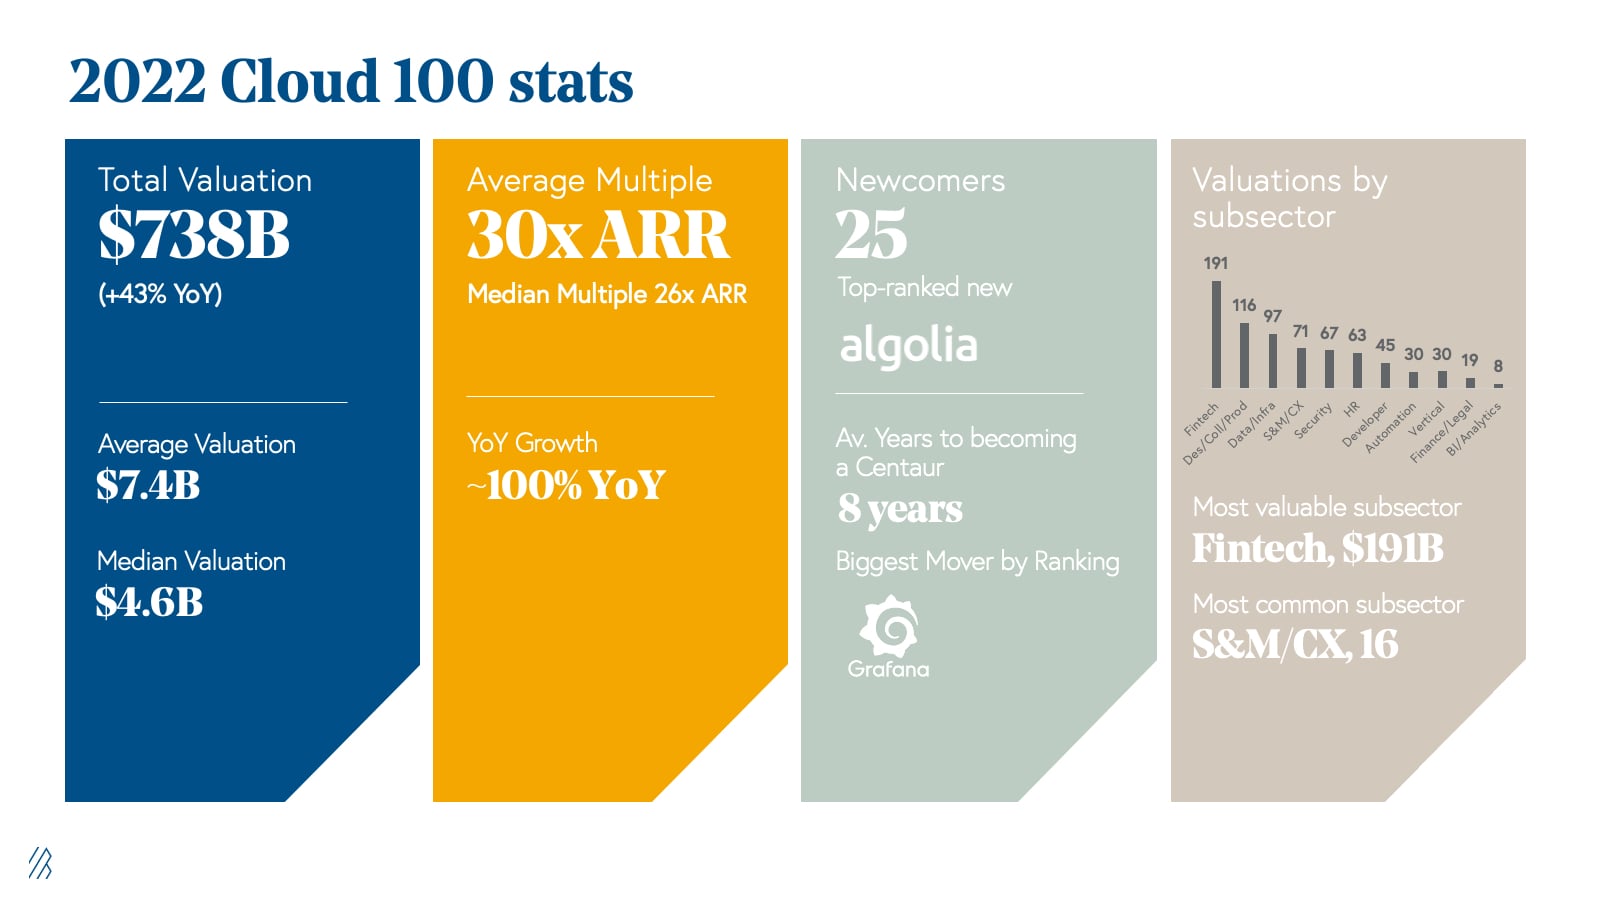 2022 Cloud 100 stats
Total Valuation
$738B
(+43% YoY)
Average Valuation
$7.4B
Median Valuation
$4.6B
Average Multiple
30x ARR
Median Multiple 26x ARR
YoY Growth
~100% YoY
Newcomers
25
Top-ranked new
algolia
Av. Years to becoming
a Centaur
8 years
Biggest Mover by Ranking
Grafana
Valuations by
subsector
191
116
97
71
67
63
45
30
30
19
8
Fintech
Des/Coll/Prod
Data/Infra
S&M/CX
Security
HR
Developer
Automation
Vertical
Finance/Legal
BI/Analytics
Most valuable subsector
Fintech, $191B
Most common subsector
S&M/CX, 16